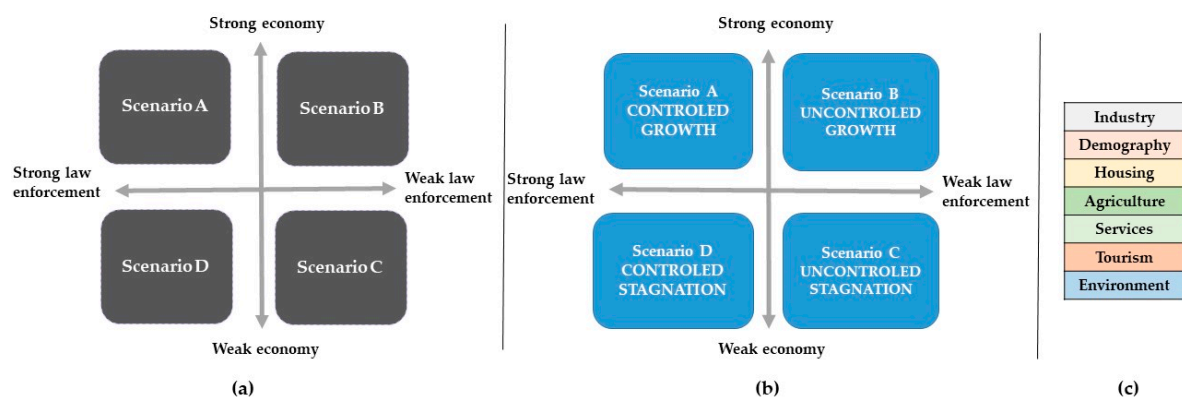 Strong economy
Scenario A
Scenario B
Strong law
enforcement
Weak law
enforcement
Scenario D
Scenario C
Weak economy
(a)
Strong economy
Scenario A
CONTROLED
GROWTH
Scenario B
UNCONTROLED
GROWTH
Strong law
enforcement
Weak law
enforcement
Scenario D
CONTROLED
STAGNATION
Scenario C
UNCONTROLED
STAGNATION
Weak economy
(b)
Industry
Demography
Housing
Agriculture
Services
Tourism
Environment
(c)